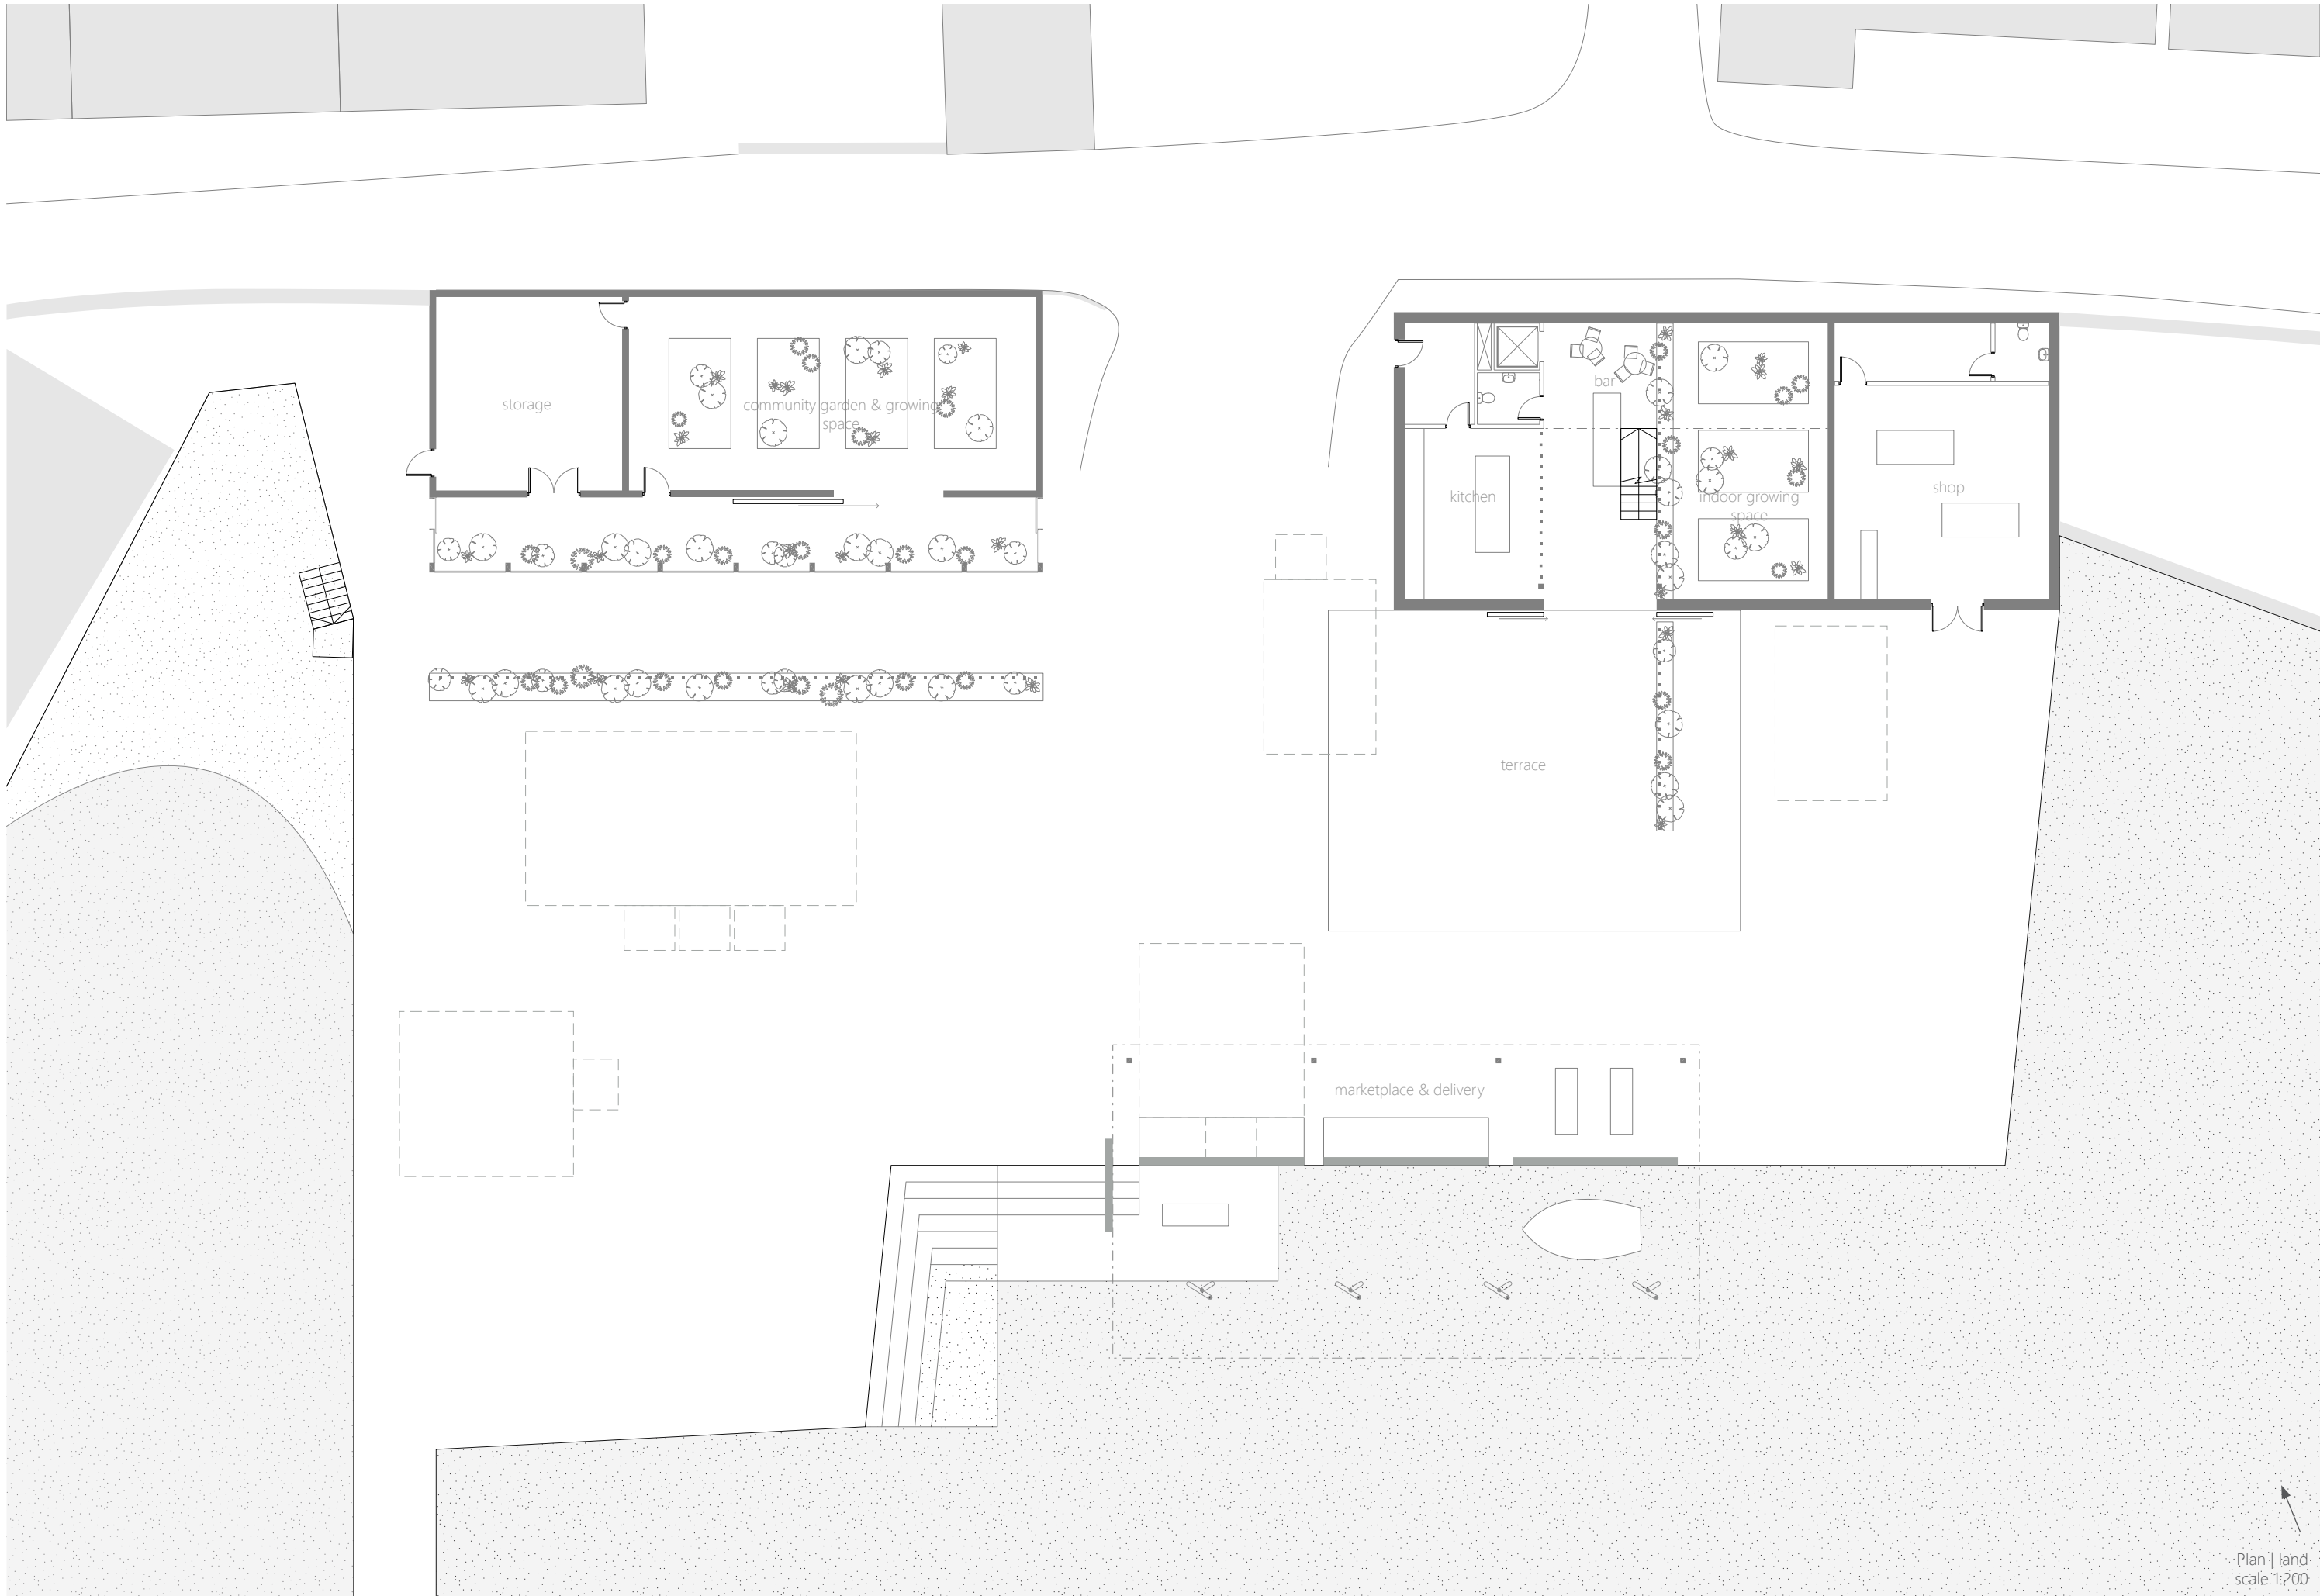 storage
community garden & growing
space
bar
kitchen
indoor growing
space
shop
terrace
marketplace & delivery
Plan | land
scale 1:200